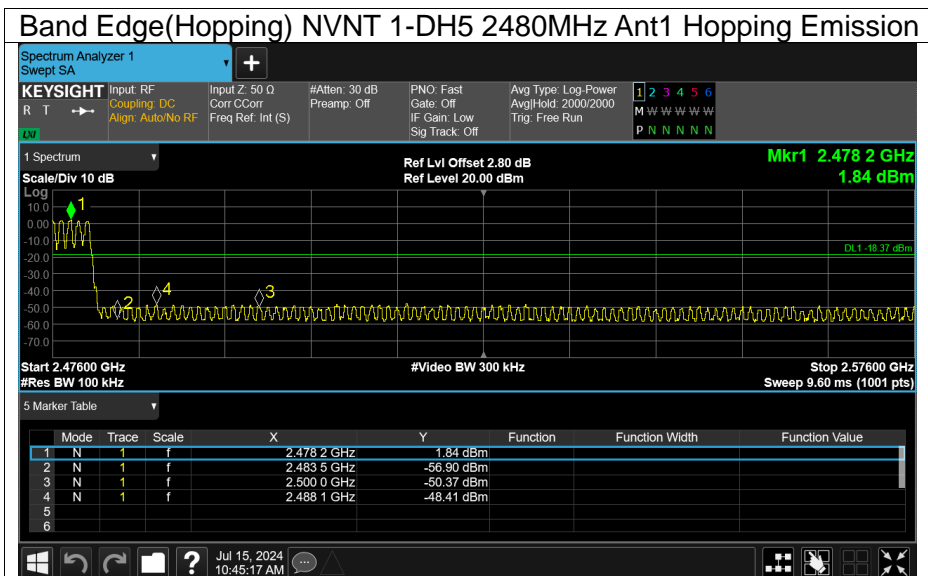 Band Edge(Hopping) NVNT 1-DH5 2480MHz Ant1 Hopping Emission
Spectrum Analyzer 1
Swept SA
+
KEYSIGHT Input: RF Input Z: 50 Ω #Atten: 30 dB PNO: Fast Avg Type: Log-Power 1 2 3 4 5 6
R T Coupling: DC Corr CCorr Preamp: Off Gate: Off Avg|Hold: 2000/2000 M W W W W W
Align: Auto/No RF Freq Ref: Int (S) IF Gain: Low Trig: Free Run
LXI Sig Track: Off P N N N N N
1 Spectrum Ref Lvl Offset 2.80 dB Mkr1 2.478 2 GHz
Scale/Div 10 dB Ref Level 20.00 dBm 1.84 dBm
Log
10.0 1
0.00
-10.0 DL1 -18.37 dBm
-20.0
-30.0
-40.0 4 3
-50.0 2
-60.0
-70.0
Start 2.47600 GHz #Video BW 300 kHz Stop 2.57600 GHz
#Res BW 100 kHz Sweep 9.60 ms (1001 pts)
5 Marker Table
Mode Trace Scale X Y Function Function Width Function Value
1 N 1 f 2.478 2 GHz 1.84 dBm
2 N 1 f 2.483 5 GHz -56.90 dBm
3 N 1 f 2.500 0 GHz -50.37 dBm
4 N 1 f 2.488 1 GHz -48.41 dBm
5
6
? Jul 15, 2024
10:45:17 AM